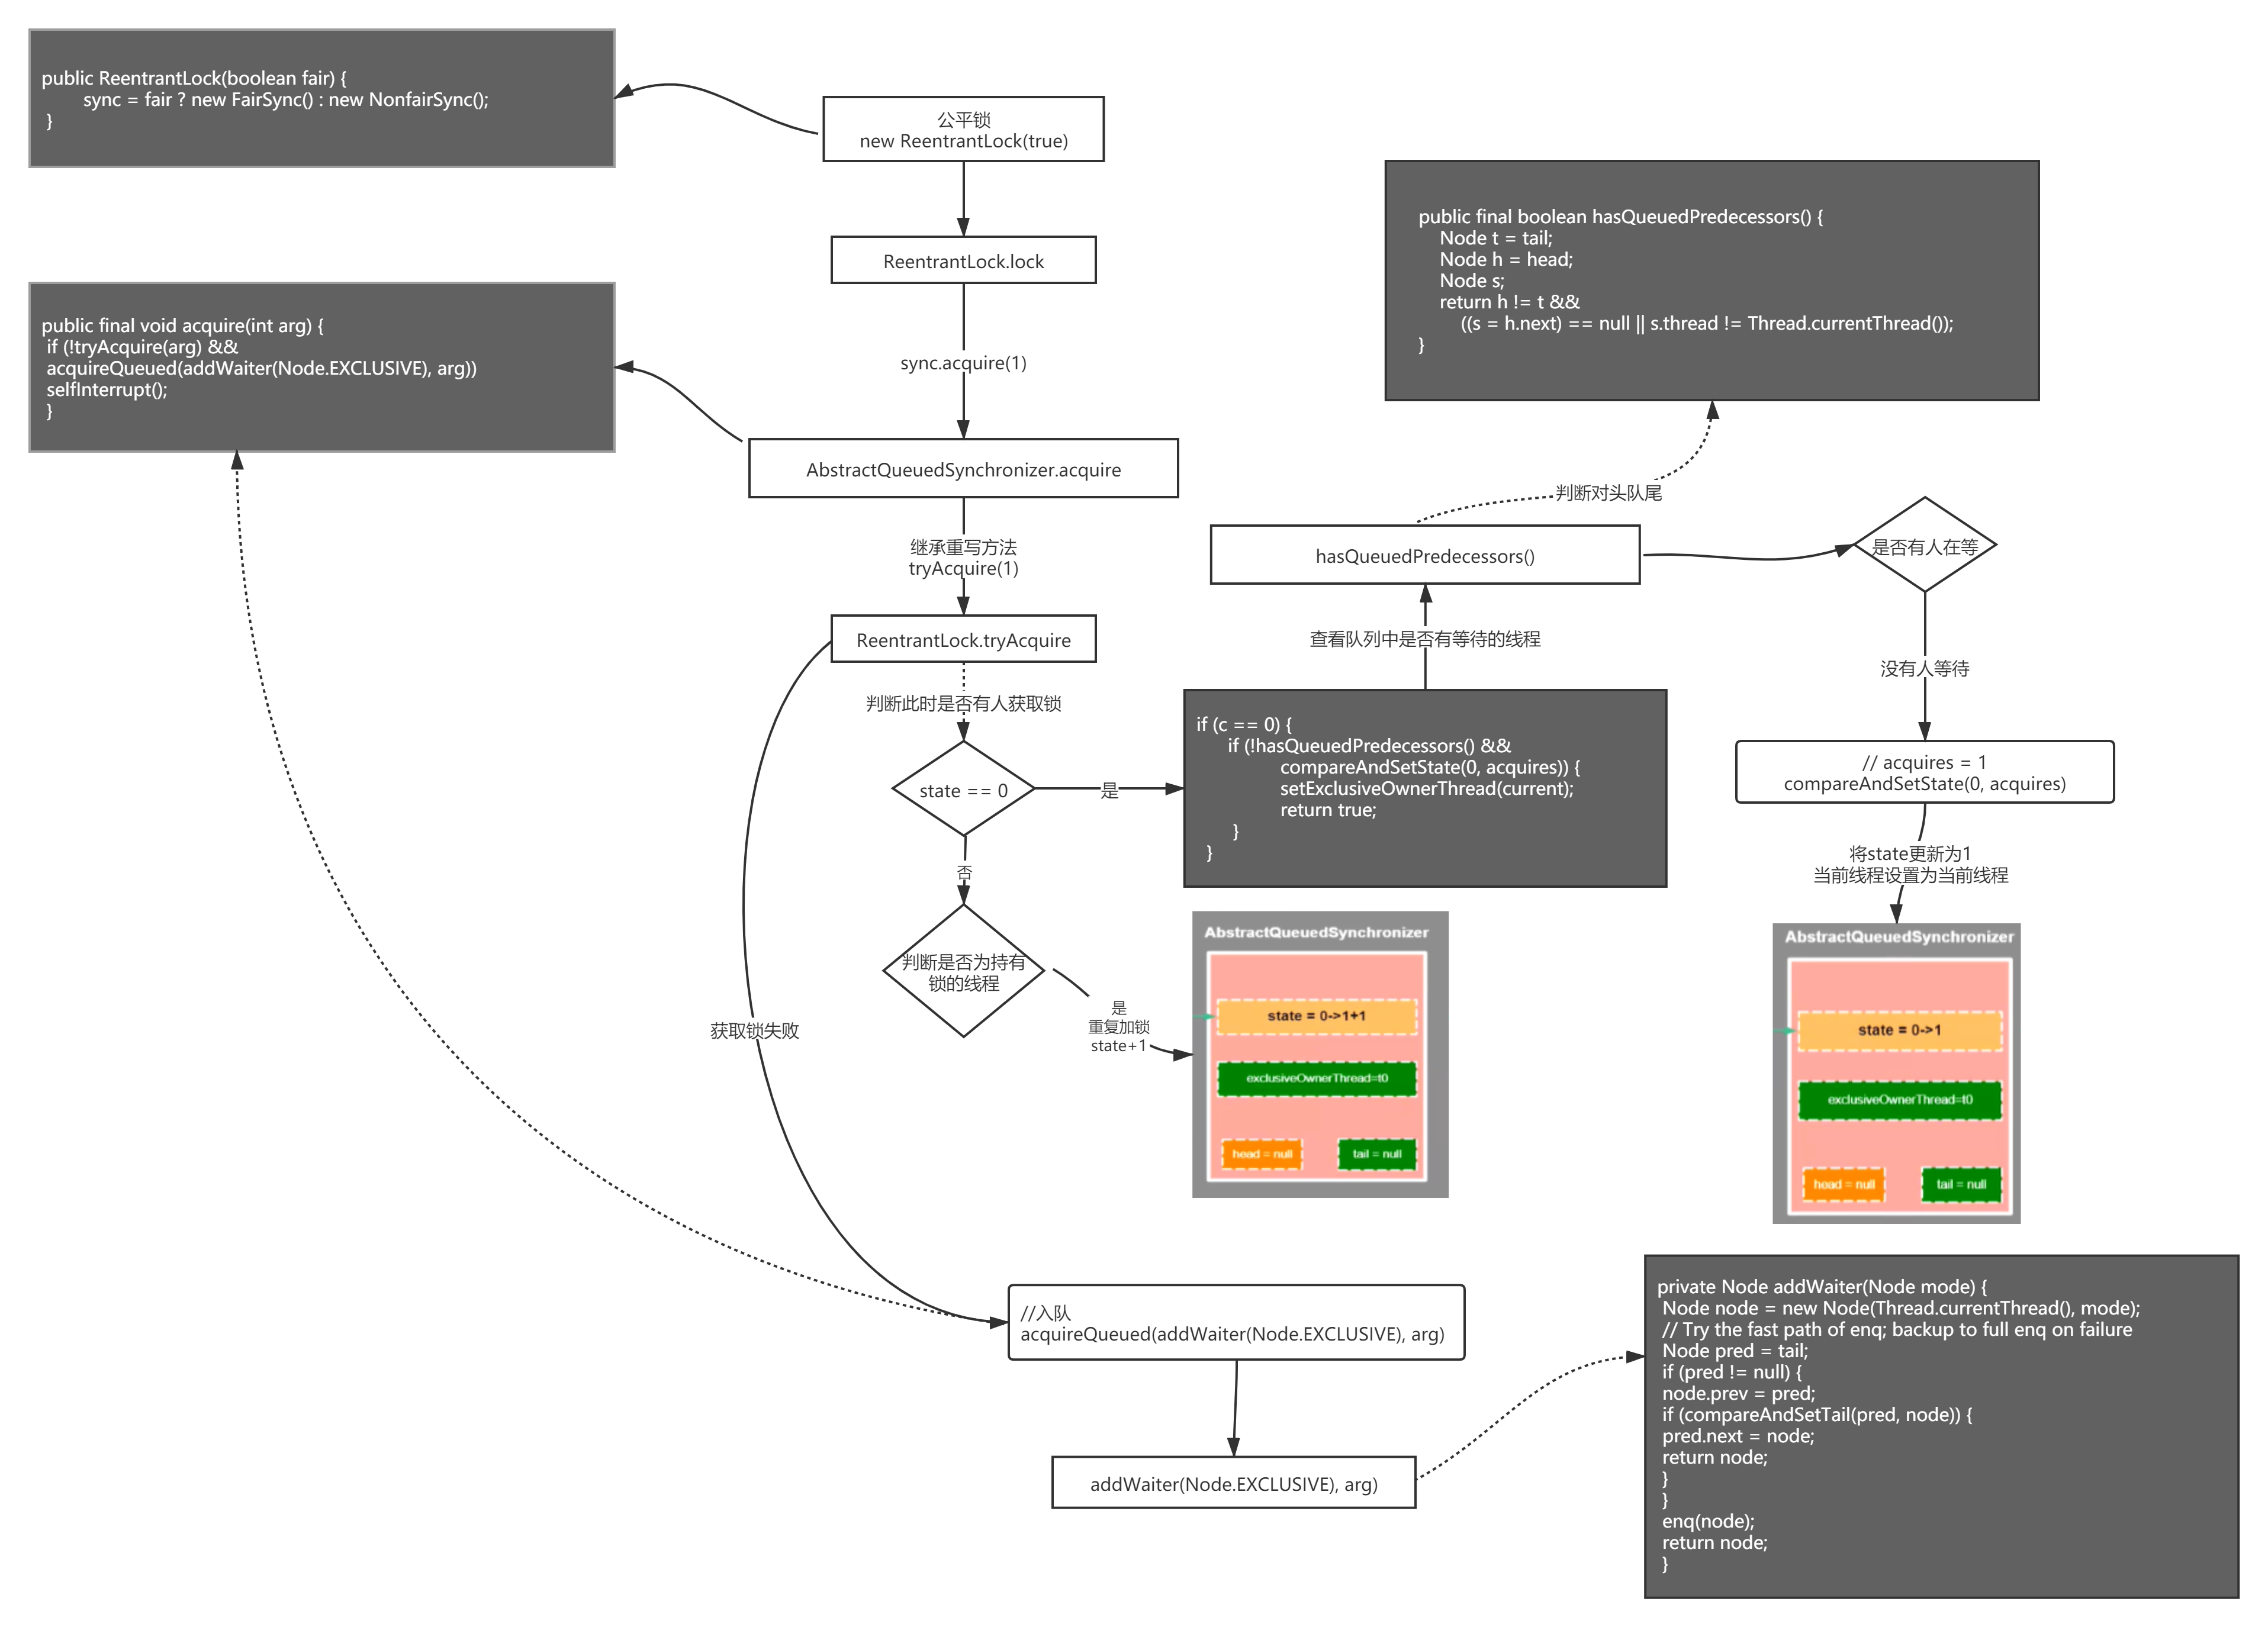 public ReentrantLock(boolean fair) {
sync = fair ? new FairSync() : new NonfairSync();
}
公平锁
new ReentrantLock(true)
ReentrantLock.lock
sync.acquire(1)
public final void acquire(int arg) {
if (!tryAcquire(arg) &&
acquireQueued(addWaiter(Node.EXCLUSIVE), arg))
selfInterrupt();
}
AbstractQueuedSynchronizer.acquire
继承重写方法
tryAcquire(1)
ReentrantLock.tryAcquire
判断此时是否有人获取锁
state == 0
是
否
判断是否为持有
锁的线程
是
重复加锁
state+1
获取锁失败
public final boolean hasQueuedPredecessors() {
Node t = tail;
Node h = head;
Node s;
return h != t &&
((s = h.next) == null || s.thread != Thread.currentThread());
}
判断对头队尾
hasQueuedPredecessors()
是否有人在等
查看队列中是否有等待的线程
没有人等待
if (c == 0) {
if (!hasQueuedPredecessors() &&
compareAndSetState(0, acquires)) {
setExclusiveOwnerThread(current);
return true;
}
}
// acquires = 1
compareAndSetState(0, acquires)
将state更新为1
当前线程设置为当前线程
AbstractQueuedSynchronizer
state = 0->1+1
exclusiveOwnerThread=t0
head = null
tail = null
AbstractQueuedSynchronizer
state = 0->1
exclusiveOwnerThread=t0
head = null
tail = null
//入队
acquireQueued(addWaiter(Node.EXCLUSIVE), arg)
addWaiter(Node.EXCLUSIVE), arg)
private Node addWaiter(Node mode) {
Node node = new Node(Thread.currentThread(), mode);
// Try the fast path of enq; backup to full enq on failure
Node pred = tail;
if (pred != null) {
node.prev = pred;
if (compareAndSetTail(pred, node)) {
pred.next = node;
return node;
}
}
enq(node);
return node;
}